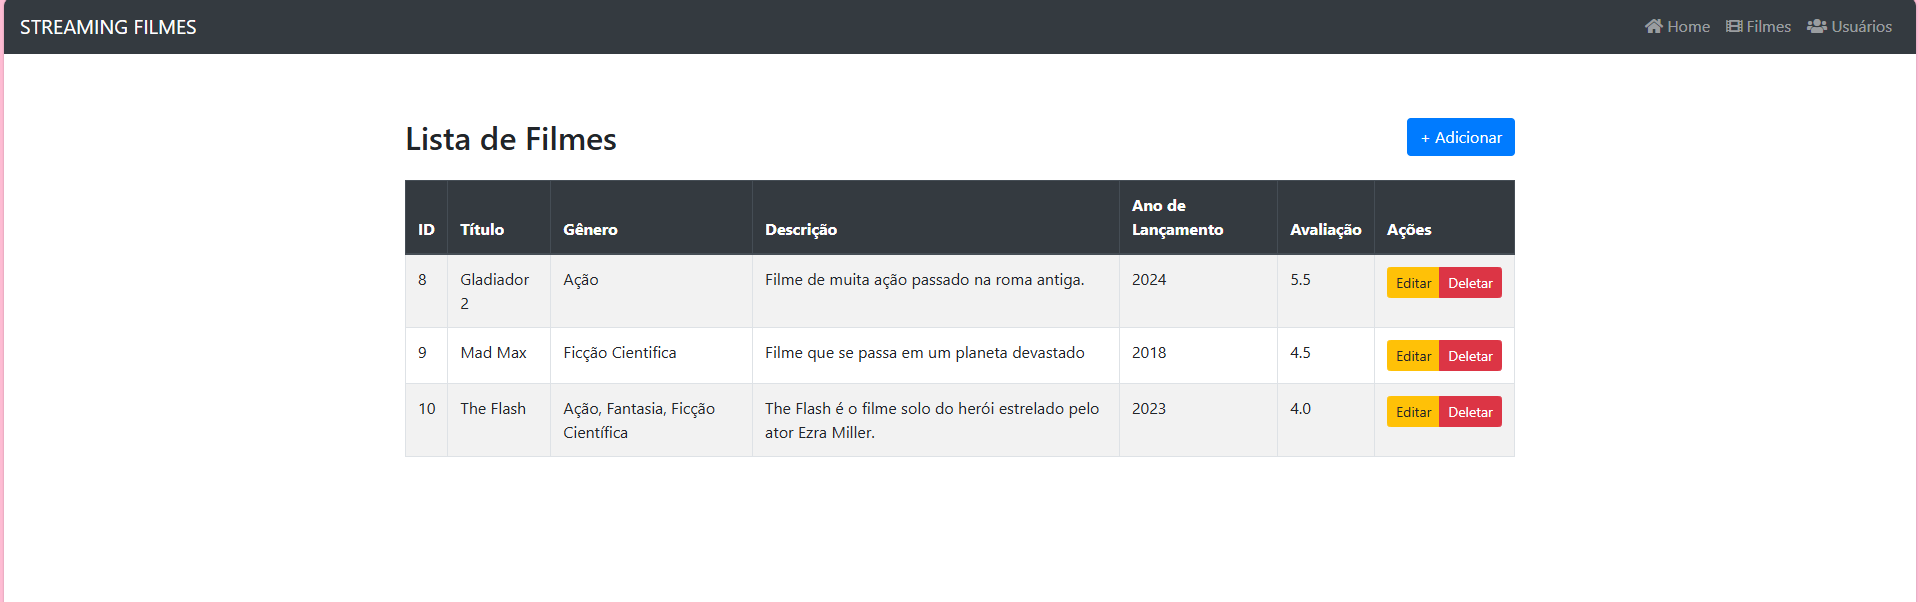 STREAMING FILMES
Home Filmes Usuários
Lista de Filmes
+ Adicionar
ID Título Gênero Descrição Ano de Lançamento Avaliação Ações
8 Gladiador 2 Ação Filme de muita ação passado na roma antiga. 2024 5.5 Editar Deletar
9 Mad Max Ficção Cientifica Filme que se passa em um planeta devastado 2018 4.5 Editar Deletar
10 The Flash Ação, Fantasia, Ficção Científica The Flash é o filme solo do herói estrelado pelo ator Ezra Miller. 2023 4.0 Editar Deletar